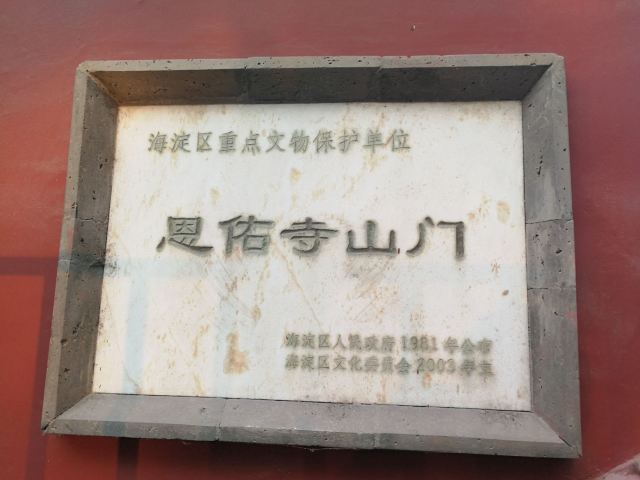 海淀区重点文物保护单位
恩佑寺山门
海淀区人民政府1981年公布
海淀区文化委员会2003年立